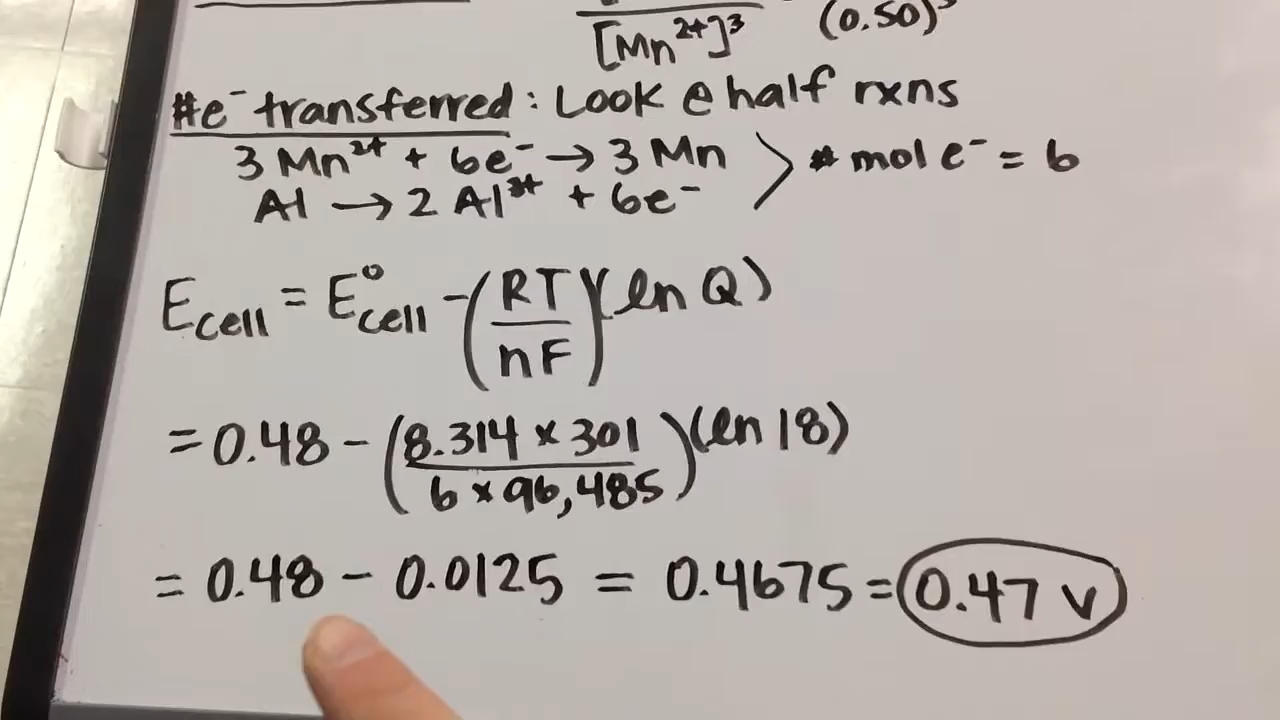 [Mn²⁺]³ (0.50)³
#e⁻ transferred: Look @ half rxns
3 Mn²⁺ + 6e⁻ → 3 Mn
Al → 2 Al³⁺ + 6e⁻
# mol e⁻ = 6
Ecell = E°cell - (RT/nF)(ln Q)
= 0.48 - (8.314 × 301 / 6 × 96,485)(ln 18)
= 0.48 - 0.0125 = 0.4675 = 0.47 V